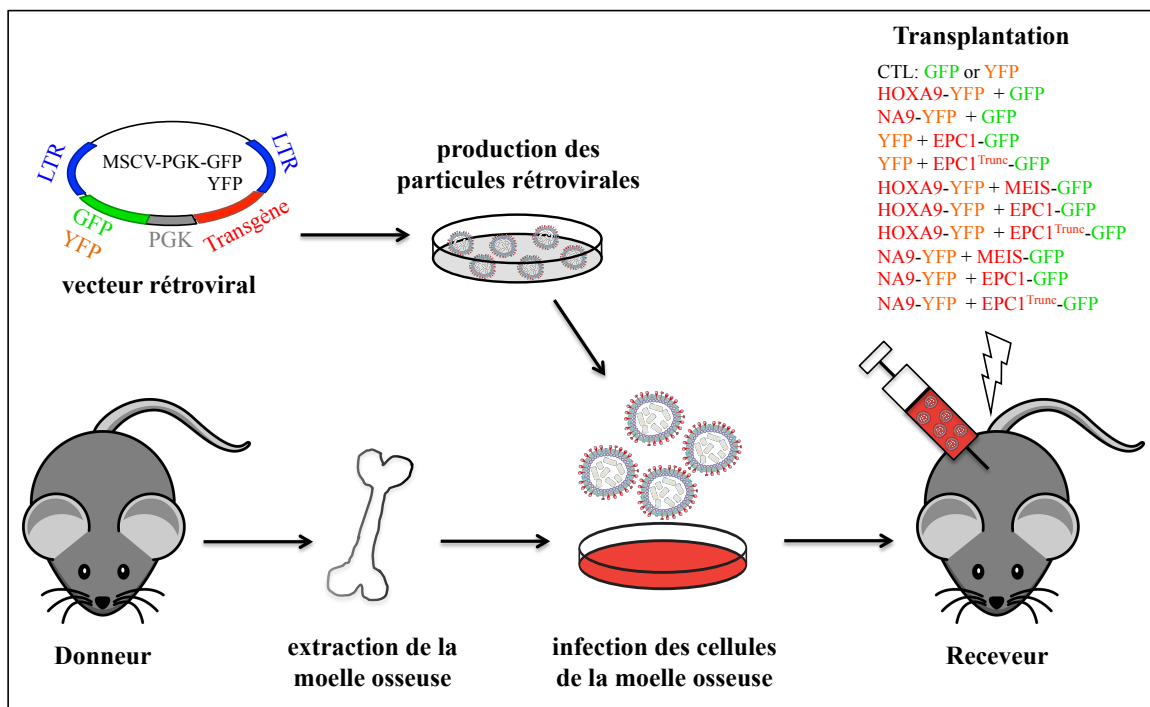 Transplantation
CTL: GFP or YFP
HOXA9-YFP + GFP
NA9-YFP + GFP
YFP + EPC1-GFP
YFP + EPC1Trunc-GFP
HOXA9-YFP + MEIS-GFP
HOXA9-YFP + EPC1-GFP
HOXA9-YFP + EPC1Trunc-GFP
NA9-YFP + MEIS-GFP
NA9-YFP + EPC1-GFP
NA9-YFP + EPC1Trunc-GFP
LTR
LTR
MSCV-PGK-GFP
YFP
GFP
YFP
PGK
Transgène
vecteur rétroviral
production des
particules rétrovirales
Donneur
extraction de la
moelle osseuse
infection des cellules
de la moelle osseuse
Receveur